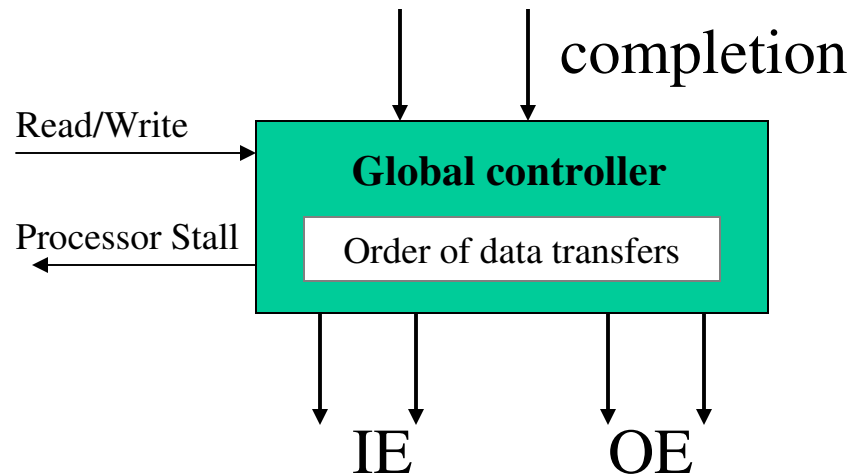 completion
Read/Write
Global controller
Processor Stall
Order of data transfers
IE
OE